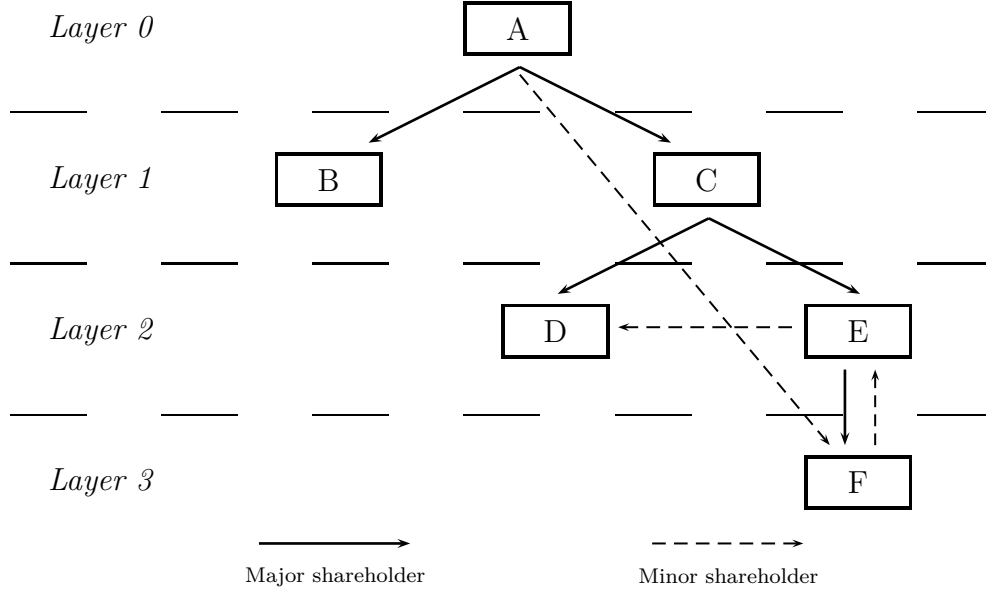 Layer 0
A
Layer 1
B
C
Layer 2
D
E
Layer 3
F
Major shareholder
Minor shareholder